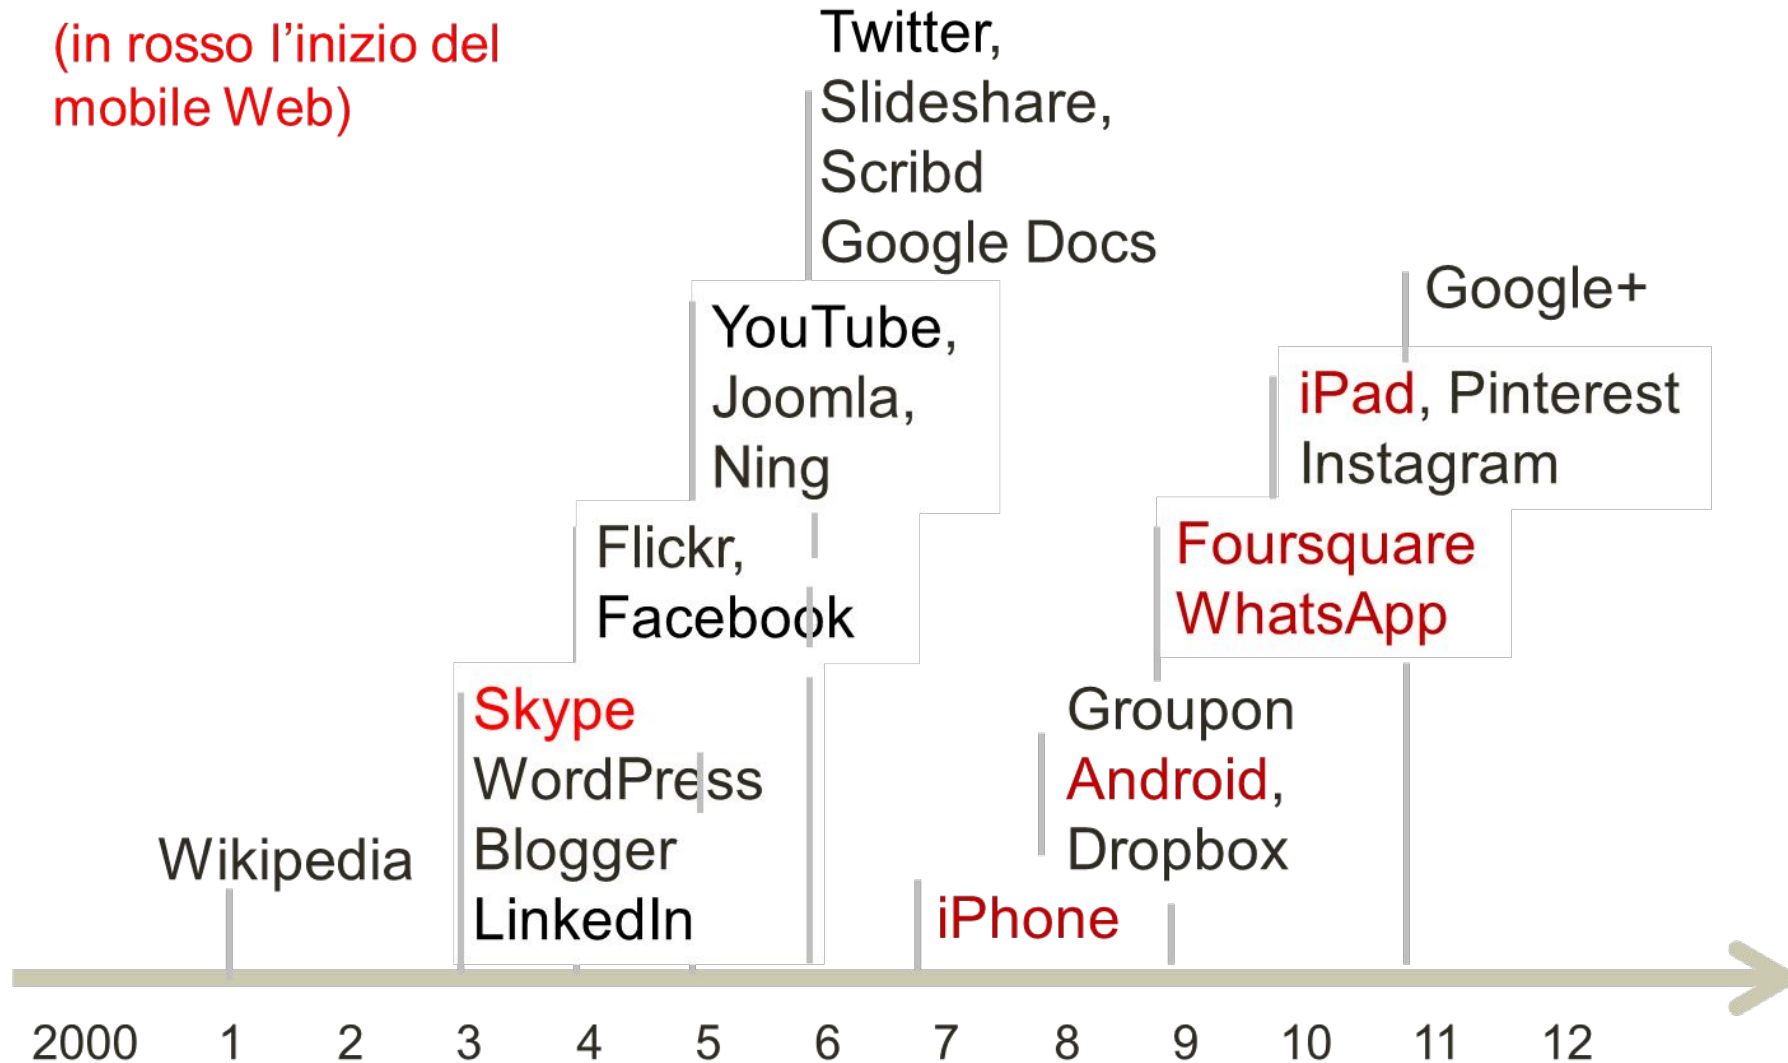 (in rosso l’inizio del
mobile Web)
Twitter,
Slideshare,
Scribd
Google Docs
YouTube,
Joomla,
Ning
Flickr,
Facebook
Skype
WordPress
Blogger
LinkedIn
Wikipedia
Google+
iPad, Pinterest
Instagram
Foursquare
WhatsApp
Groupon
Android,
Dropbox
iPhone
2000 1 2 3 4 5 6 7 8 9 10 11 12